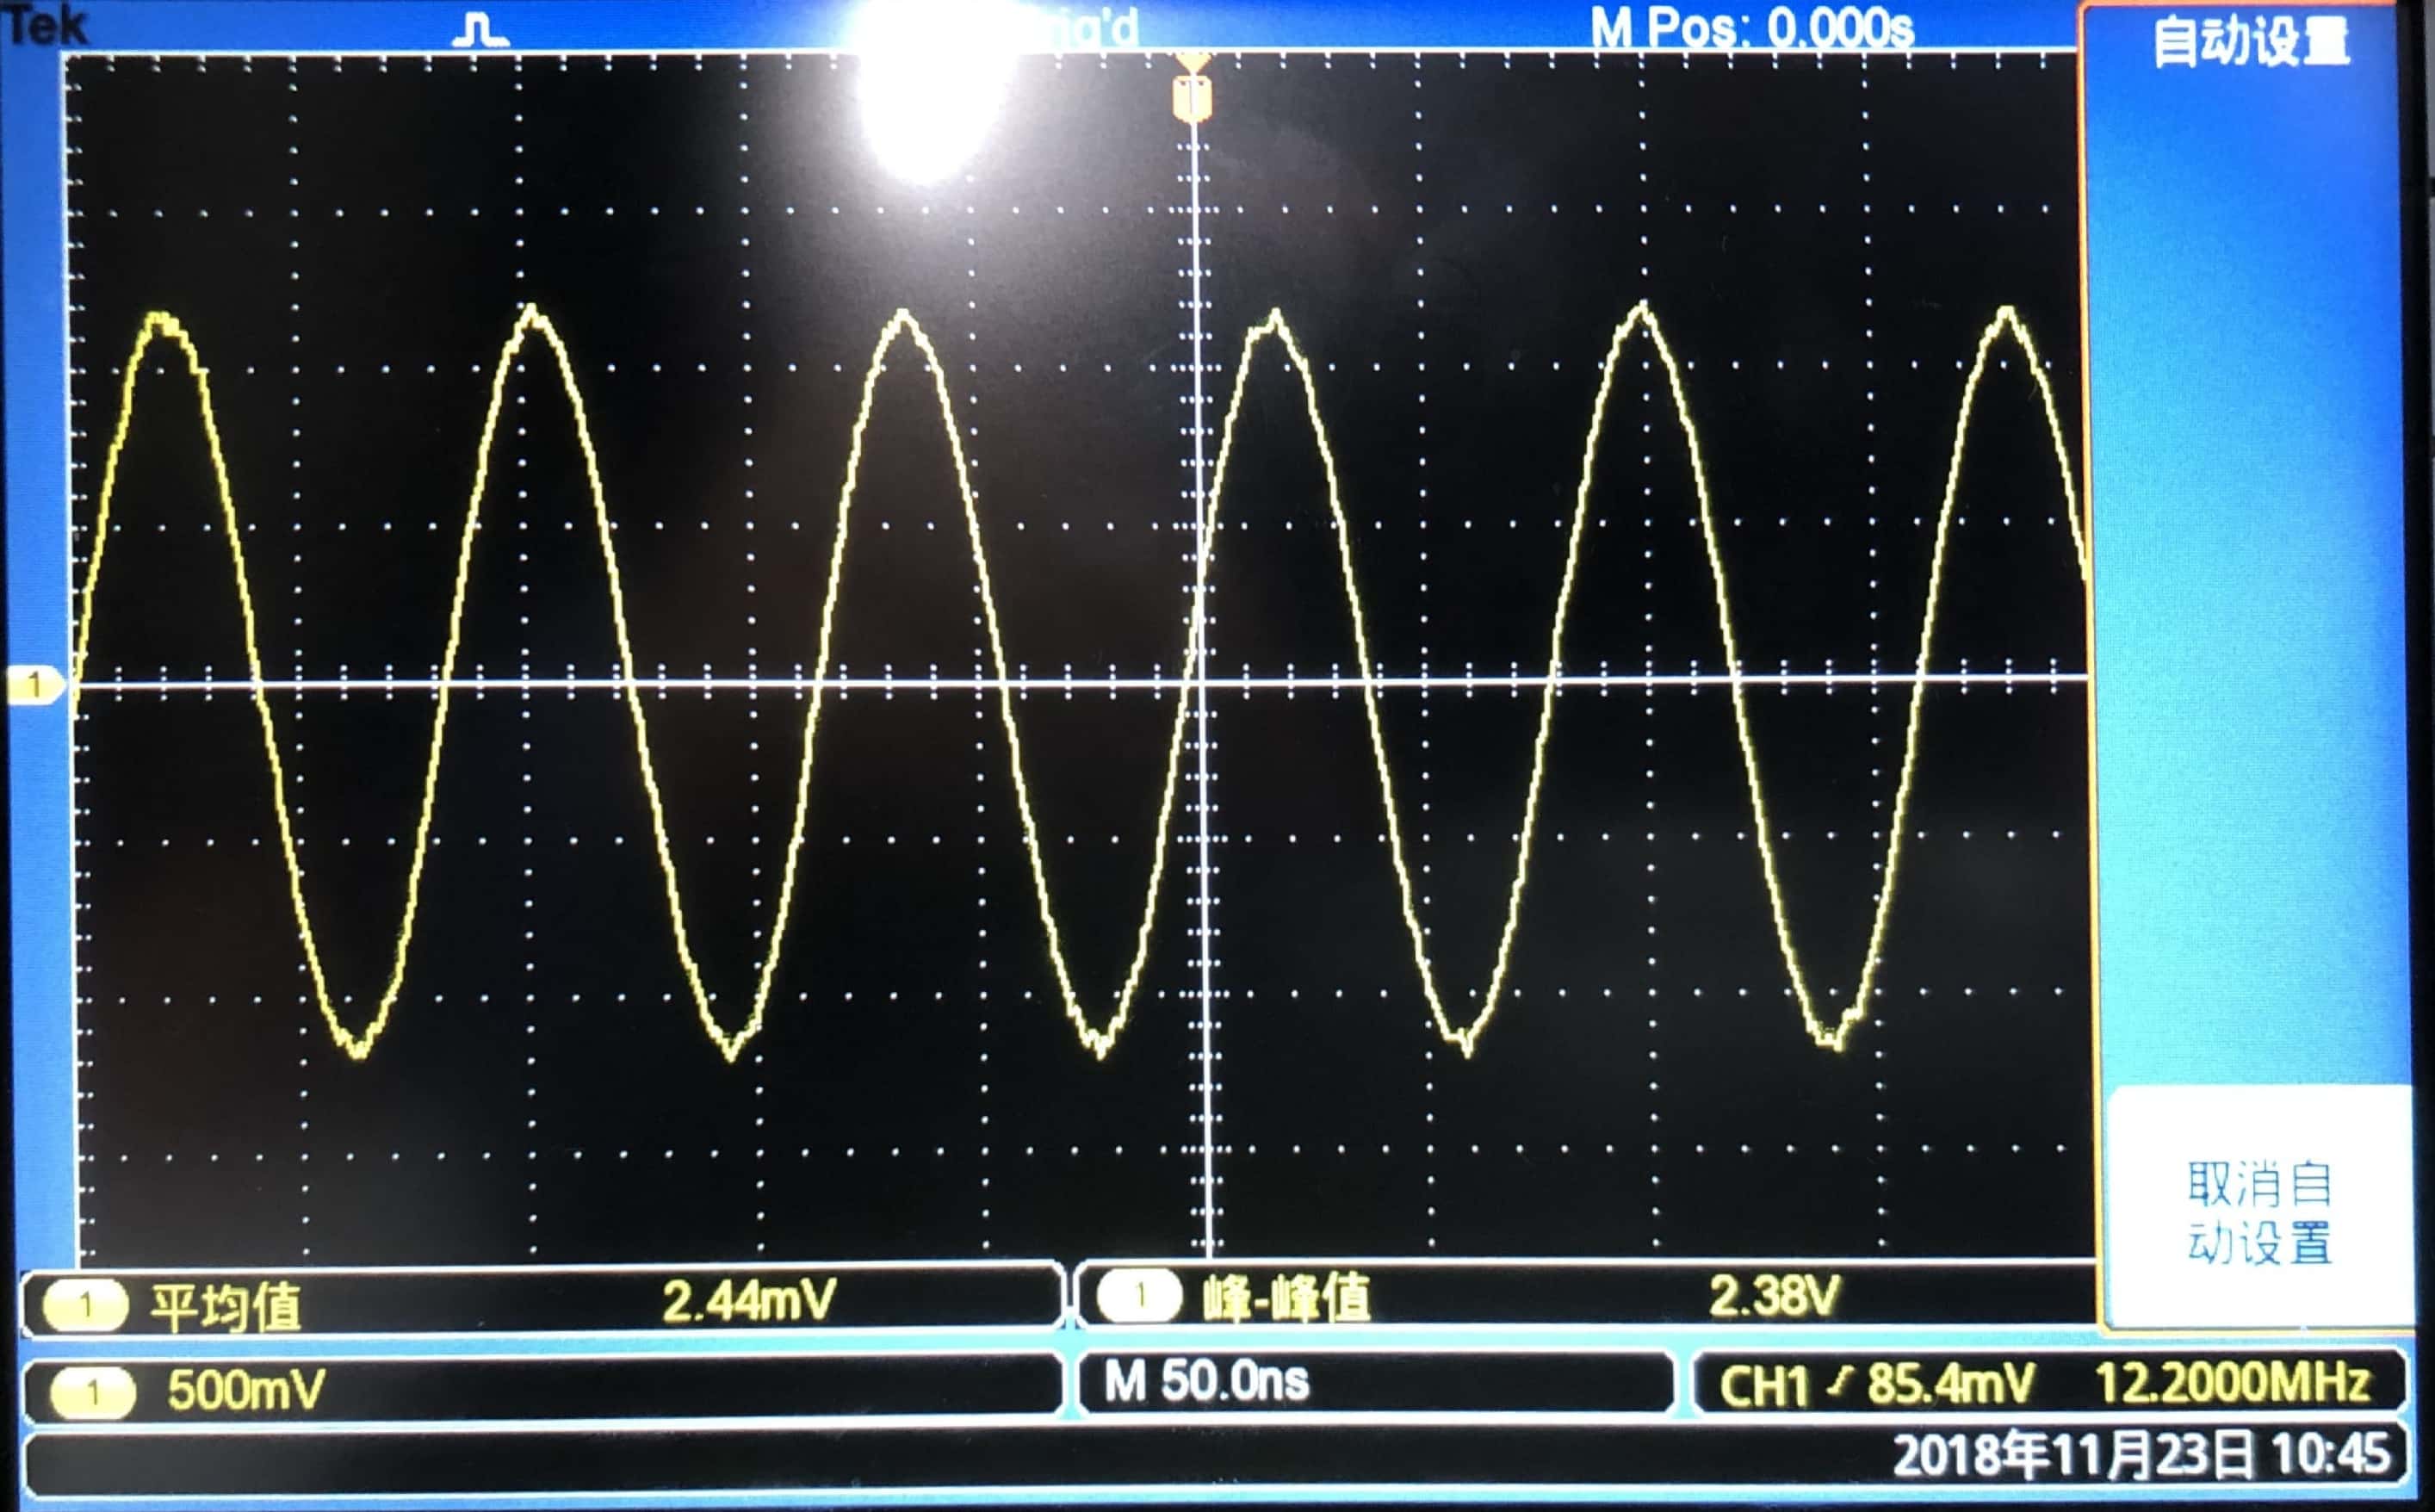 Tek
M Pos: 0.000s
自动设置
T
1
取消自
动设置
1 平均值 2.44mV
1 峰-峰值 2.38V
1 500mV
M 50.0ns
CH1 85.4mV 12.2000MHz
2018年11月23日 10:45